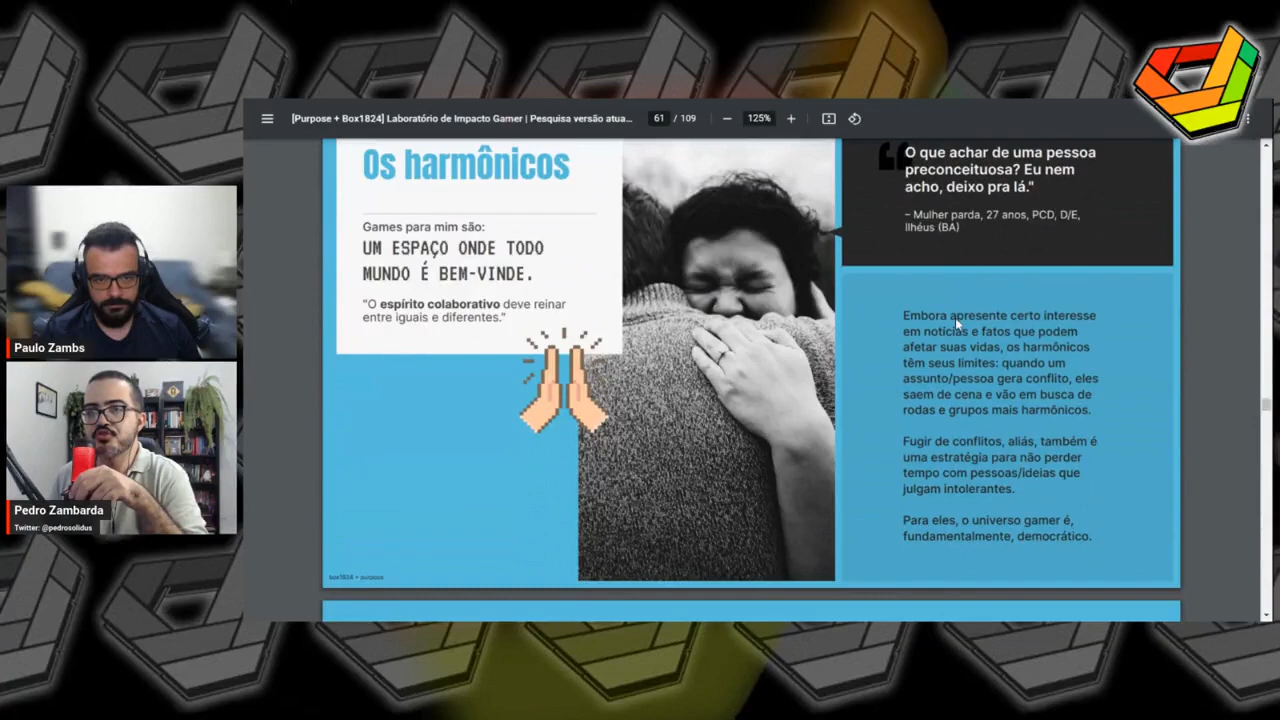 [Purpose + Box1824] Laboratório de Impacto Gamer | Pesquisa versão atua...
61 / 109
125%
Os harmônicos
Games para mim são:
UM ESPAÇO ONDE TODO
MUNDO É BEM-VINDE.
"O espírito colaborativo deve reinar
entre iguais e diferentes."
box1824 + purpose
O que achar de uma pessoa
preconceituosa? Eu nem
acho, deixo pra lá."
– Mulher parda, 27 anos, PCD, D/E,
Ilhéus (BA)
Embora apresente certo interesse
em notícias e fatos que podem
afetar suas vidas, os harmônicos
têm seus limites: quando um
assunto/pessoa gera conflito, eles
saem de cena e vão em busca de
rodas e grupos mais harmônicos.
Fugir de conflitos, aliás, também é
uma estratégia para não perder
tempo com pessoas/ideias que
julgam intolerantes.
Para eles, o universo gamer é,
fundamentalmente, democrático.
Paulo Zambs
Pedro Zambarda
Twitter: @pedrosolidus